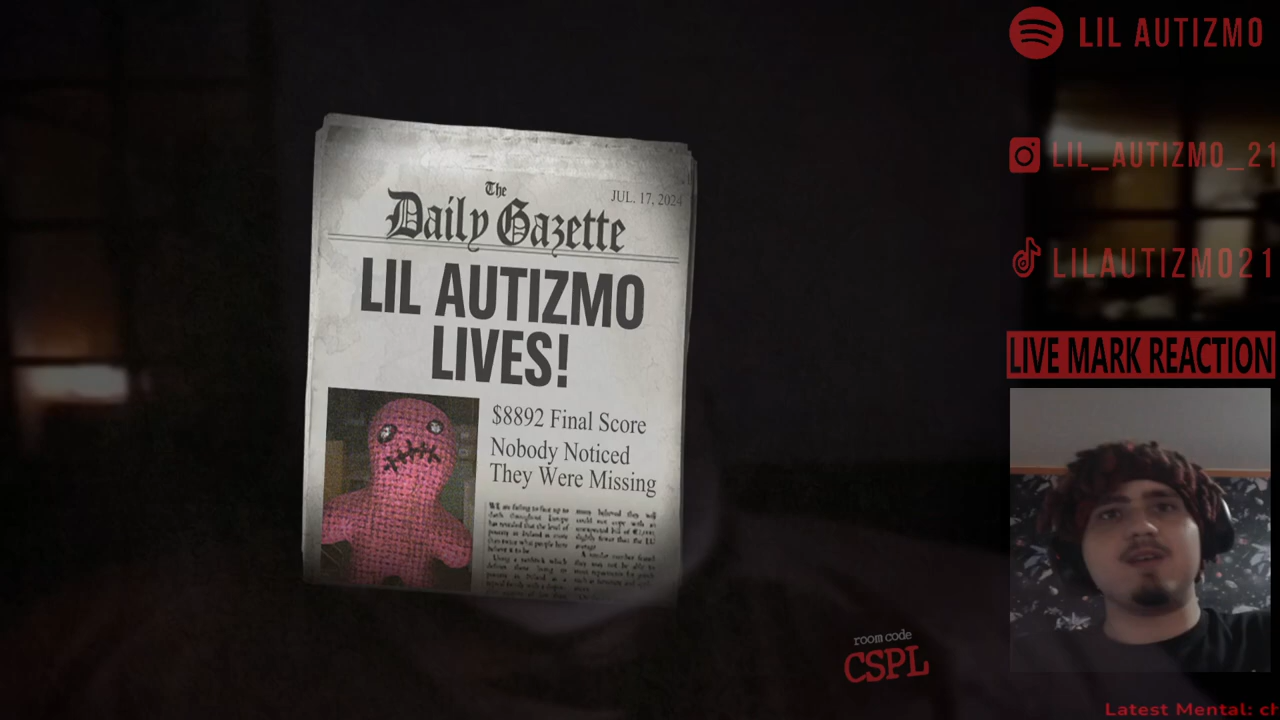 The
JUL. 17, 2024
Daily Gazette
LIL AUTIZMO
LIVES!
$8892 Final Score
Nobody Noticed
They Were Missing
room code
CSPL
LIL AUTIZMO
LIL_AUTIZMO_21
LILAUTIZMO21
LIVE MARK REACTION
Latest Mental: ch